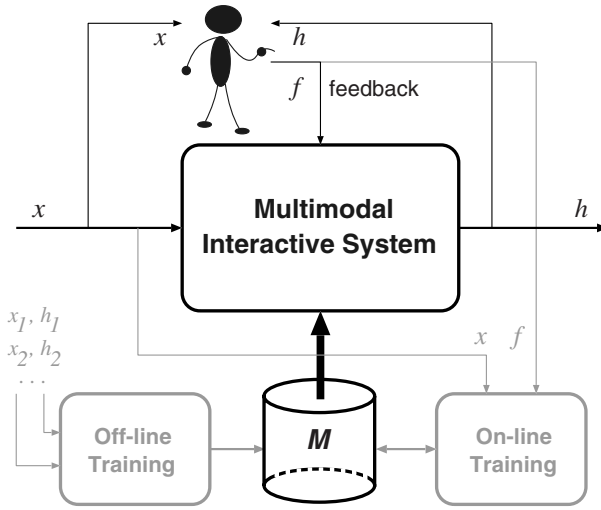 x
h
f
feedback
x
Multimodal
Interactive System
h
x₁, h₁
x₂, h₂
. . .
x
f
Off-line
Training
M
On-line
Training